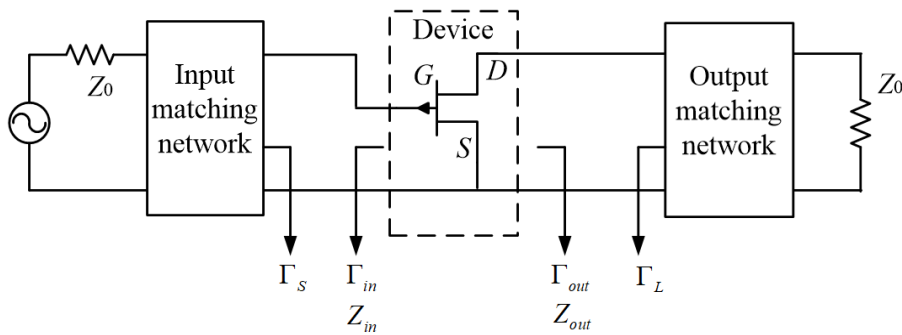 Device
Z0
Input
matching
network
G
D
S
Output
matching
network
Z0
ΓS
Γin
Zin
Γout
Zout
ΓL